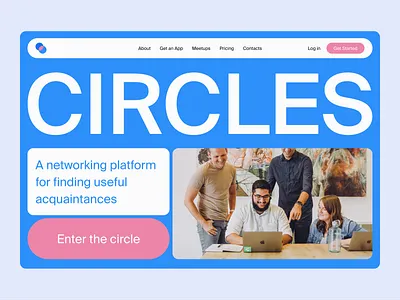 About Get an App Meetups Pricing Contacts Log in Get Started
CIRCLES
A networking platform
for finding useful
acquaintances
Enter the circle